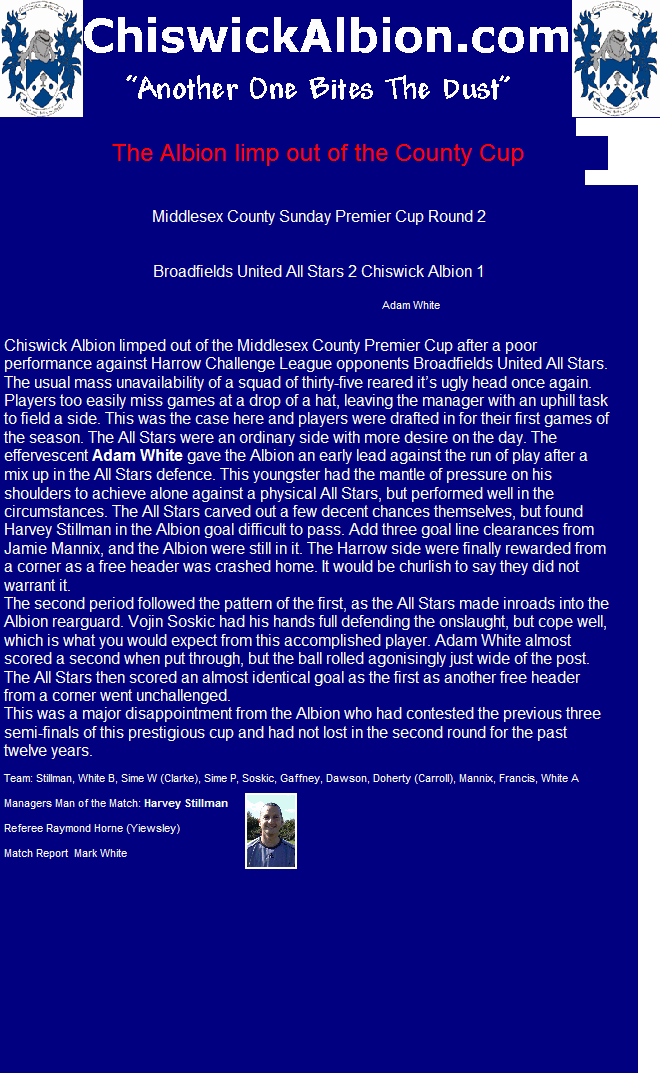 ChiswickAlbion.com
“Another One Bites The Dust”
The Albion limp out of the County Cup
Middlesex County Sunday Premier Cup Round 2
Broadfields United All Stars 2 Chiswick Albion 1
Adam White
Chiswick Albion limped out of the Middlesex County Premier Cup after a poor
performance against Harrow Challenge League opponents Broadfields United All Stars.
The usual mass unavailability of a squad of thirty-five reared it’s ugly head once again.
Players too easily miss games at a drop of a hat, leaving the manager with an uphill task
to field a side. This was the case here and players were drafted in for their first games of
the season. The All Stars were an ordinary side with more desire on the day. The
effervescent Adam White gave the Albion an early lead against the run of play after a
mix up in the All Stars defence. This youngster had the mantle of pressure on his
shoulders to achieve alone against a physical All Stars, but performed well in the
circumstances. The All Stars carved out a few decent chances themselves, but found
Harvey Stillman in the Albion goal difficult to pass. Add three goal line clearances from
Jamie Mannix, and the Albion were still in it. The Harrow side were finally rewarded from
a corner as a free header was crashed home. It would be churlish to say they did not
warrant it.
The second period followed the pattern of the first, as the All Stars made inroads into the
Albion rearguard. Vojin Soskic had his hands full defending the onslaught, but cope well,
which is what you would expect from this accomplished player. Adam White almost
scored a second when put through, but the ball rolled agonisingly just wide of the post.
The All Stars then scored an almost identical goal as the first as another free header
from a corner went unchallenged.
This was a major disappointment from the Albion who had contested the previous three
semi-finals of this prestigious cup and had not lost in the second round for the past
twelve years.
Team: Stillman, White B, Sime W (Clarke), Sime P, Soskic, Gaffney, Dawson, Doherty (Carroll), Mannix, Francis, White A
Managers Man of the Match: Harvey Stillman
Referee Raymond Horne (Yiewsley)
Match Report  Mark White